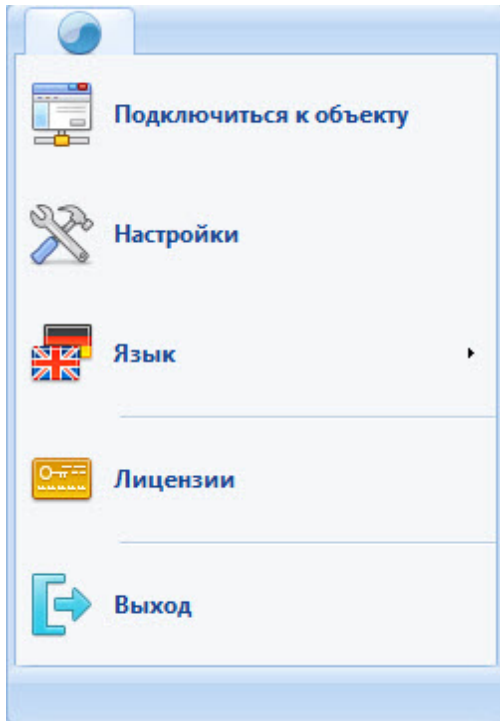 Подключиться к объекту
Настройки
Язык
Лицензии
Выход